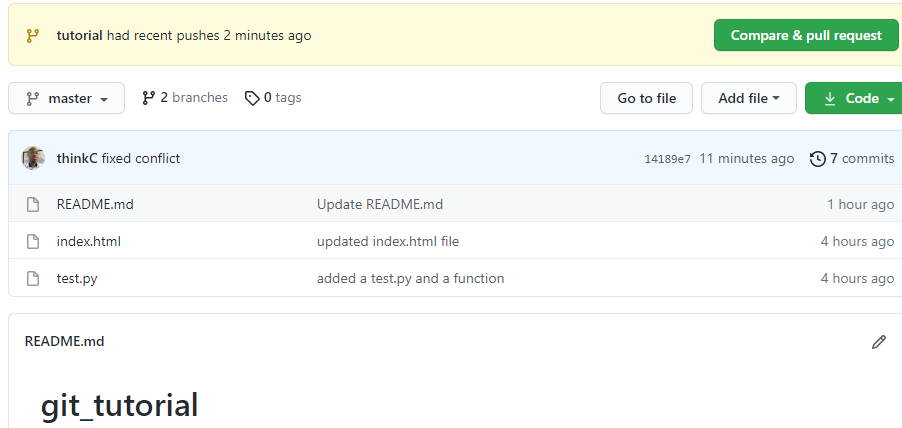 tutorial had recent pushes 2 minutes ago Compare & pull request
master 2 branches 0 tags Go to file Add file Code
thinkC fixed conflict 14189e7 11 minutes ago 7 commits
README.md Update README.md 1 hour ago
index.html updated index.html file 4 hours ago
test.py added a test.py and a function 4 hours ago
README.md
git_tutorial